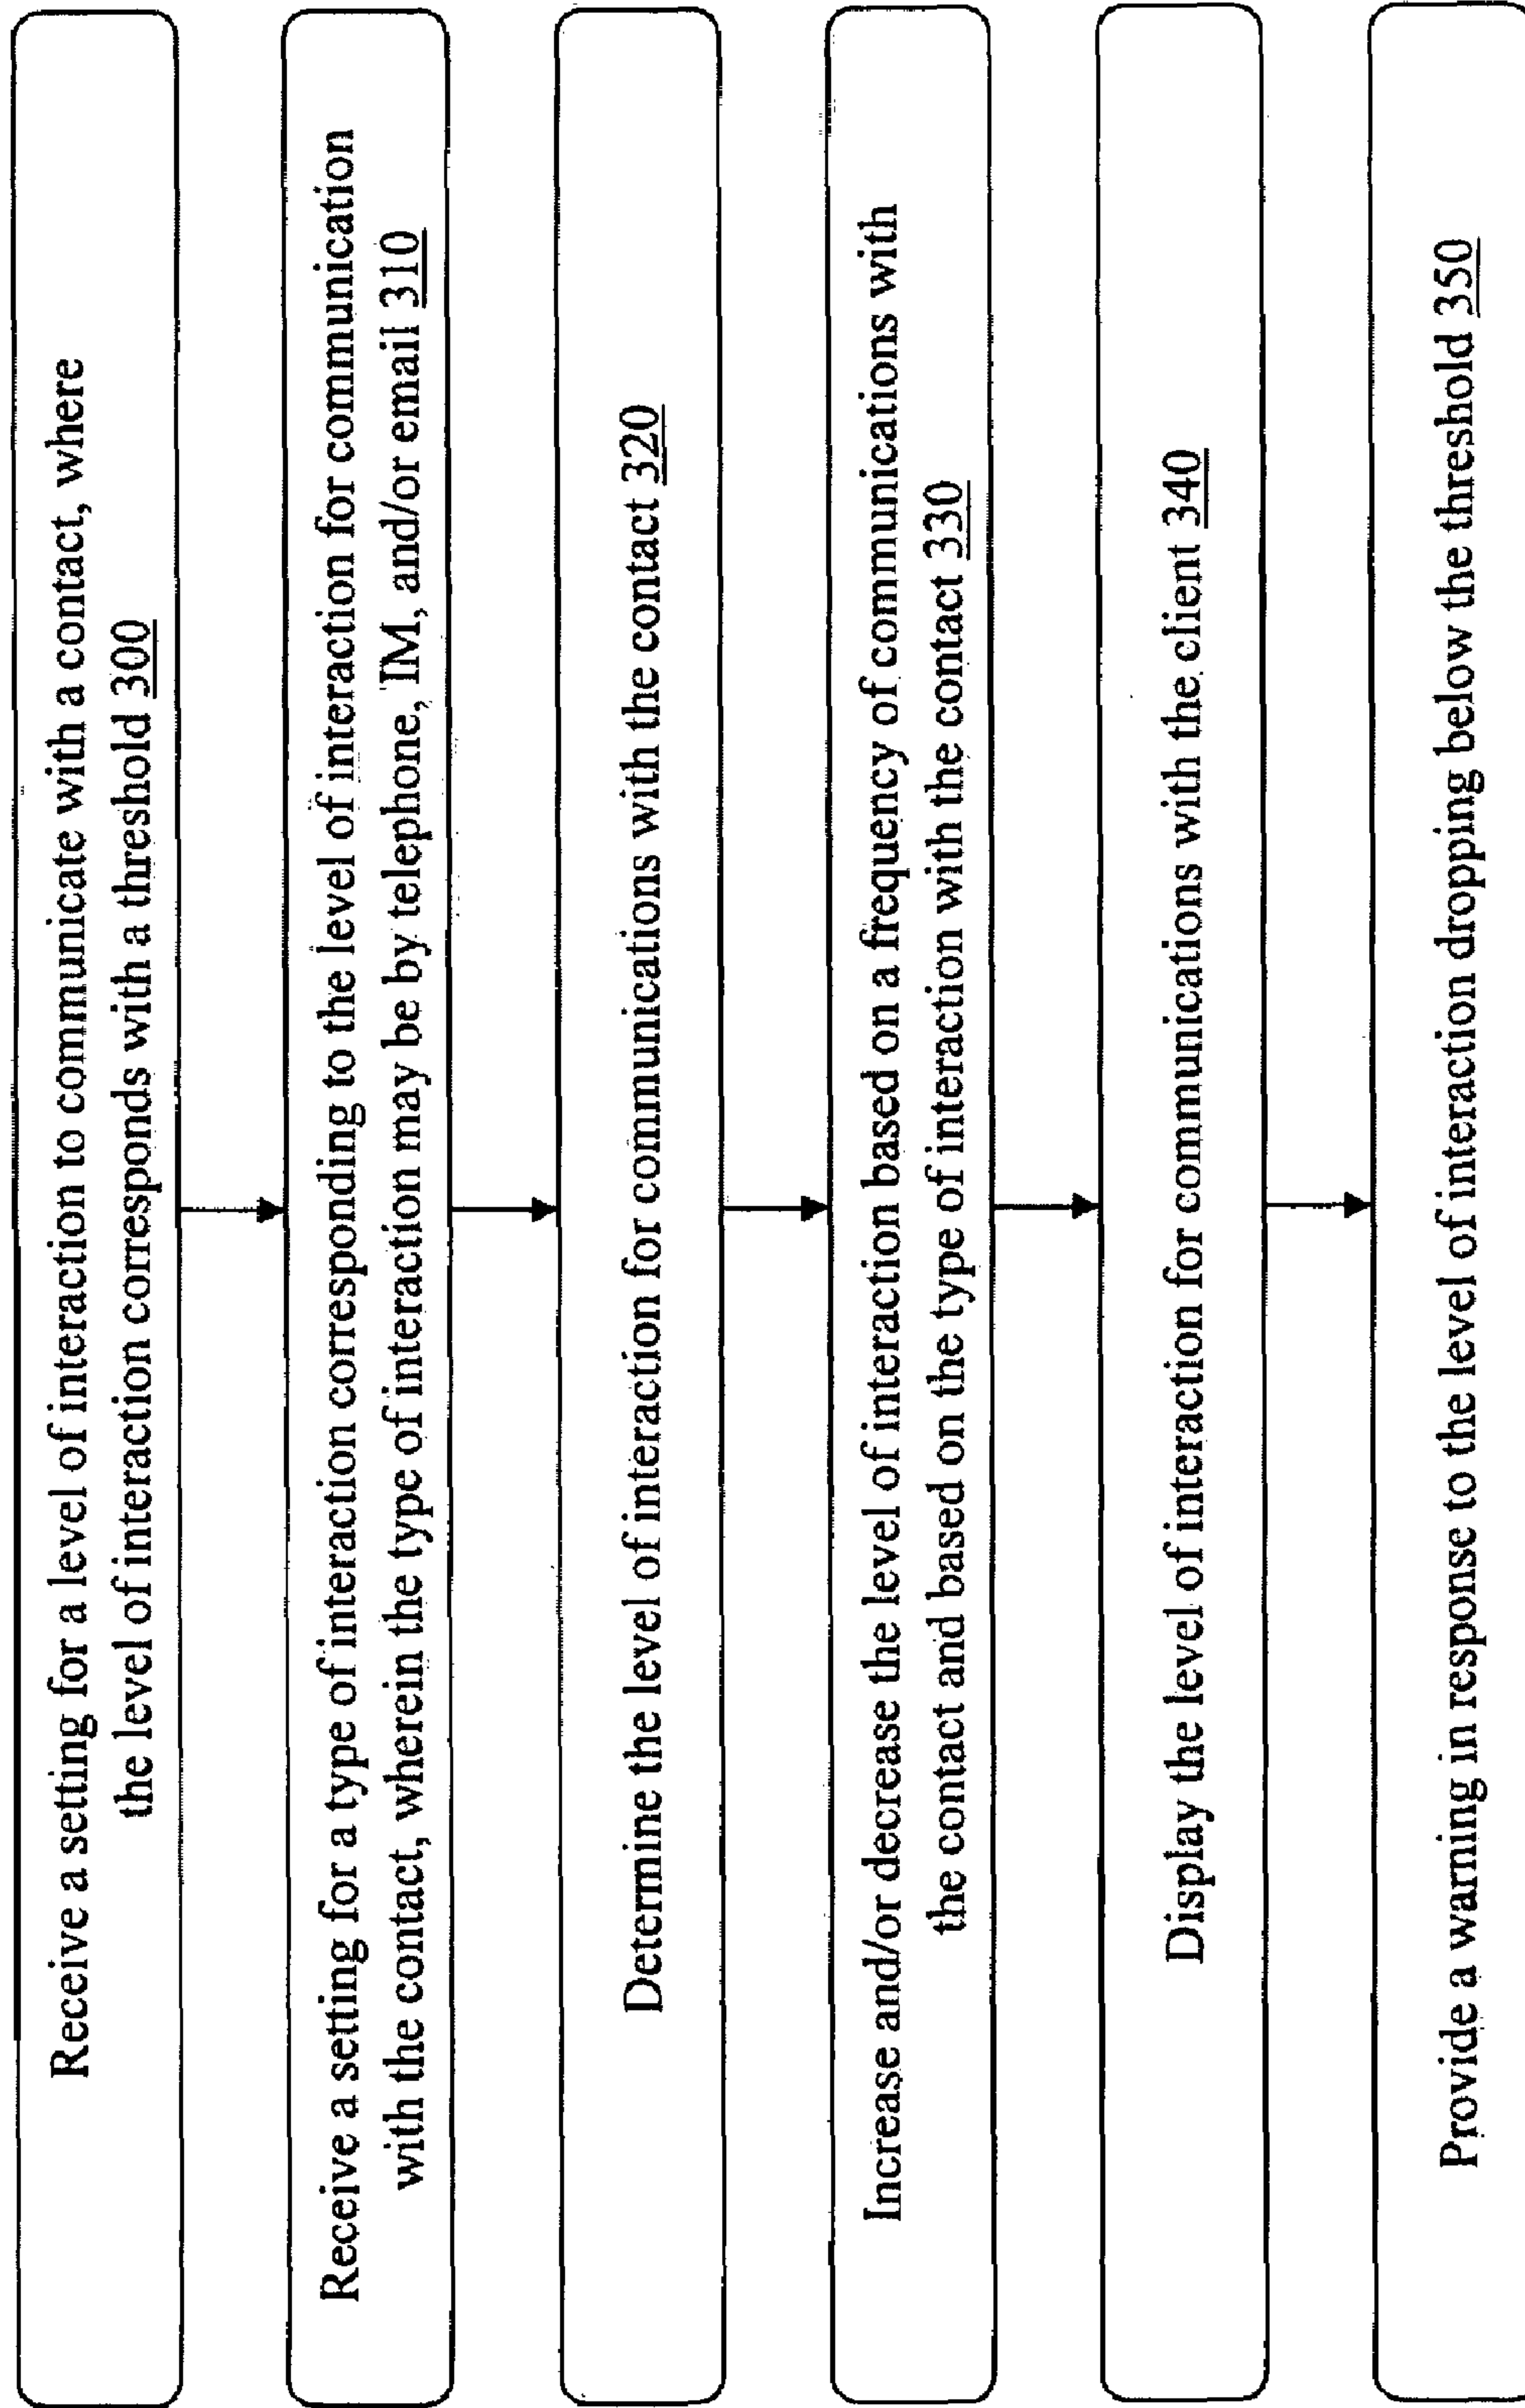 Receive a setting for a level of interaction to communicate with a contact, where
the level of interaction corresponds with a threshold 300
Receive a setting for a type of interaction corresponding to the level of interaction for communication
with the contact, wherein the type of interaction may be by telephone, IM, and/or email 310
Determine the level of interaction for communications with the contact 320
Increase and/or decrease the level of interaction based on a frequency of communications with
the contact and based on the type of interaction with the contact 330
Display the level of interaction for communications with the client 340
Provide a warning in response to the level of interaction dropping below the threshold 350